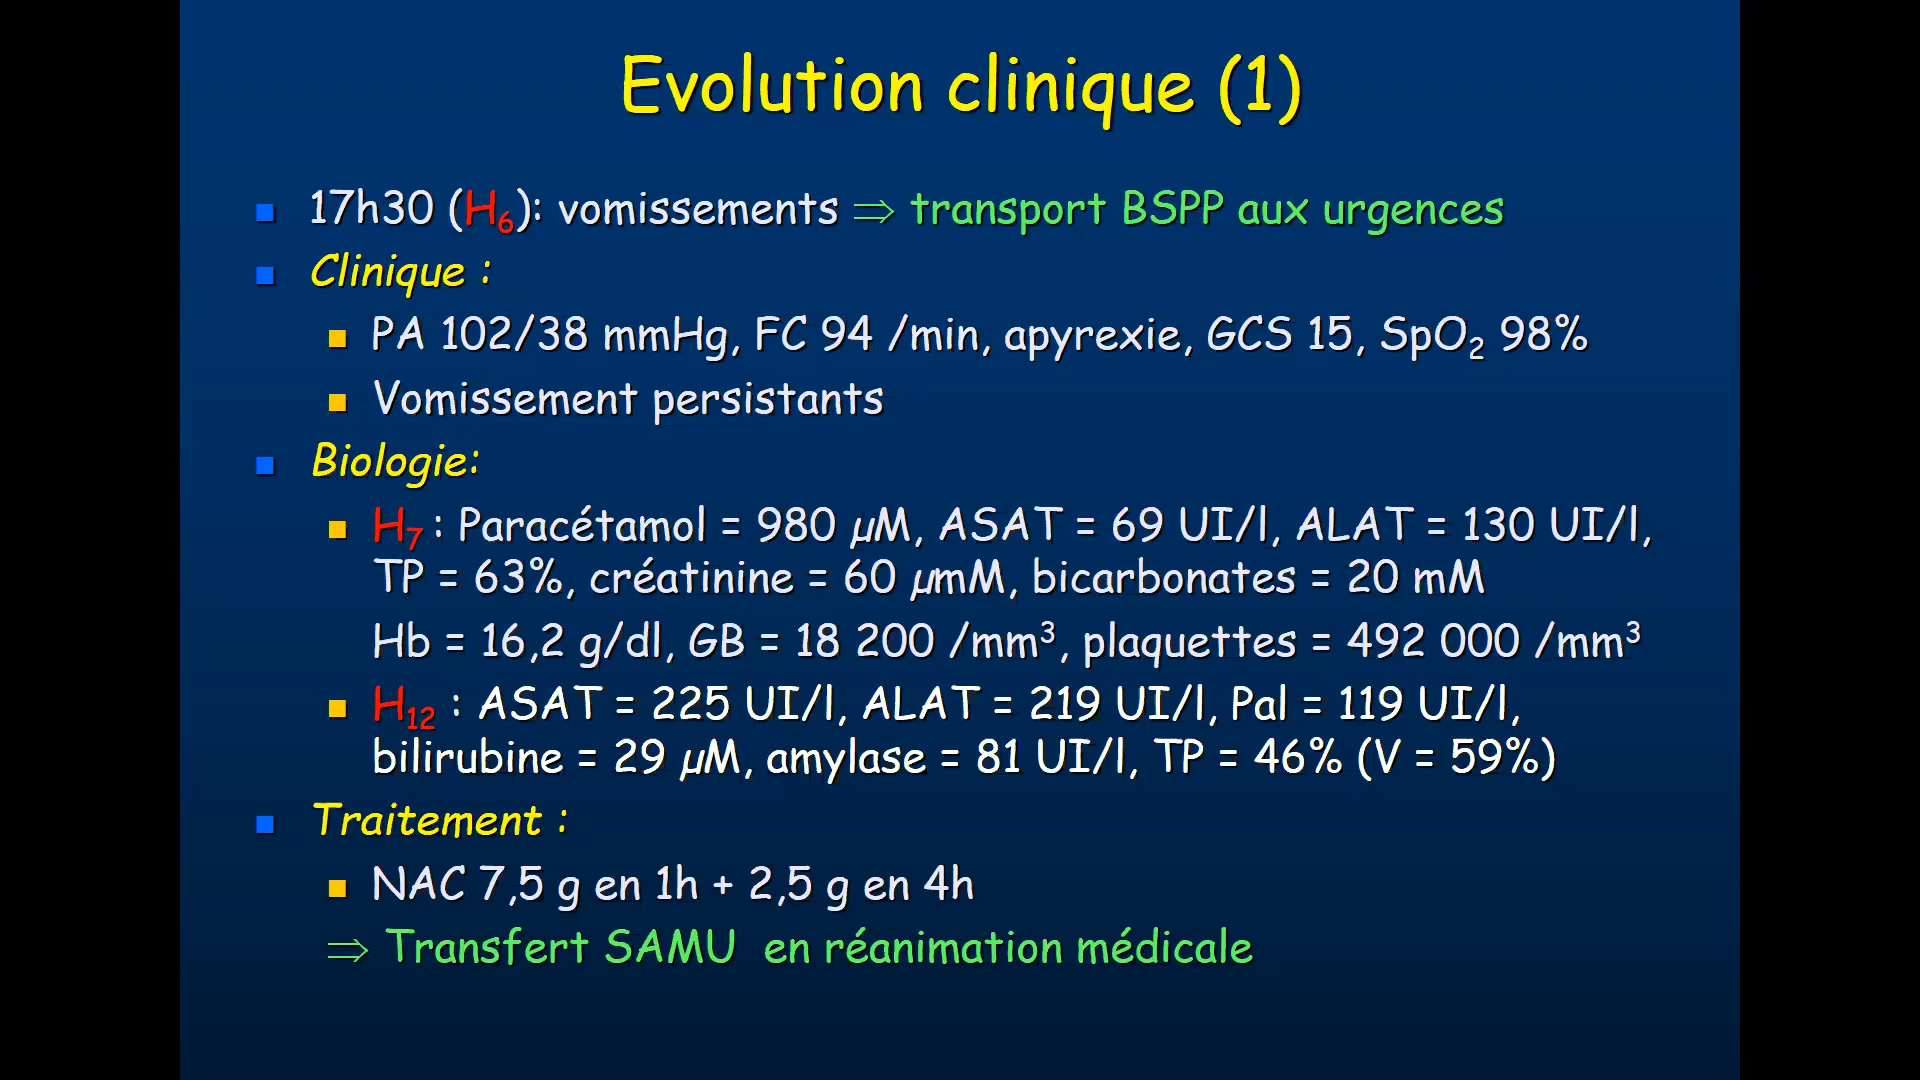 Evolution clinique (1)
17h30 (H6): vomissements ⇒ transport BSPP aux urgences
Clinique :
PA 102/38 mmHg, FC 94 /min, apyrexie, GCS 15, SpO2 98%
Vomissement persistants
Biologie:
H7 : Paracétamol = 980 µM, ASAT = 69 UI/l, ALAT = 130 UI/l,
TP = 63%, créatinine = 60 µmM, bicarbonates = 20 mM
Hb = 16,2 g/dl, GB = 18 200 /mm³, plaquettes = 492 000 /mm³
H12 : ASAT = 225 UI/l, ALAT = 219 UI/l, Pal = 119 UI/l,
bilirubine = 29 µM, amylase = 81 UI/l, TP = 46% (V = 59%)
Traitement :
NAC 7,5 g en 1h + 2,5 g en 4h
⇒ Transfert SAMU en réanimation médicale